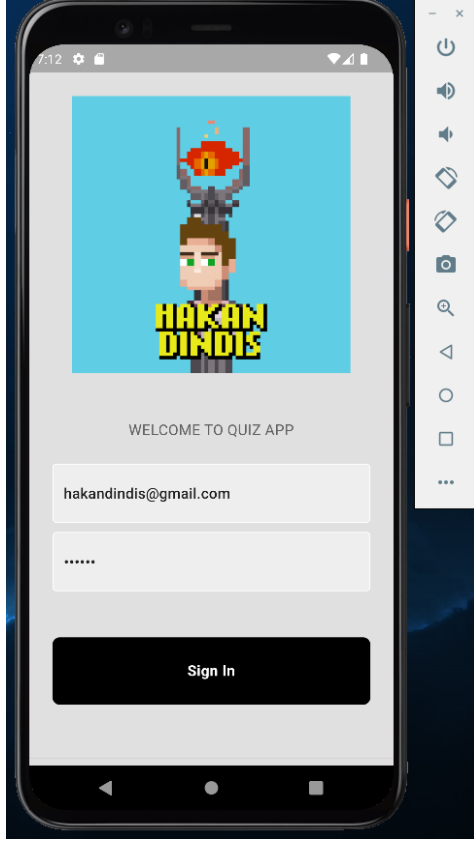 7:12
HAKAN
DINDIS
WELCOME TO QUIZ APP
hakandindis@gmail.com
••••••
Sign In